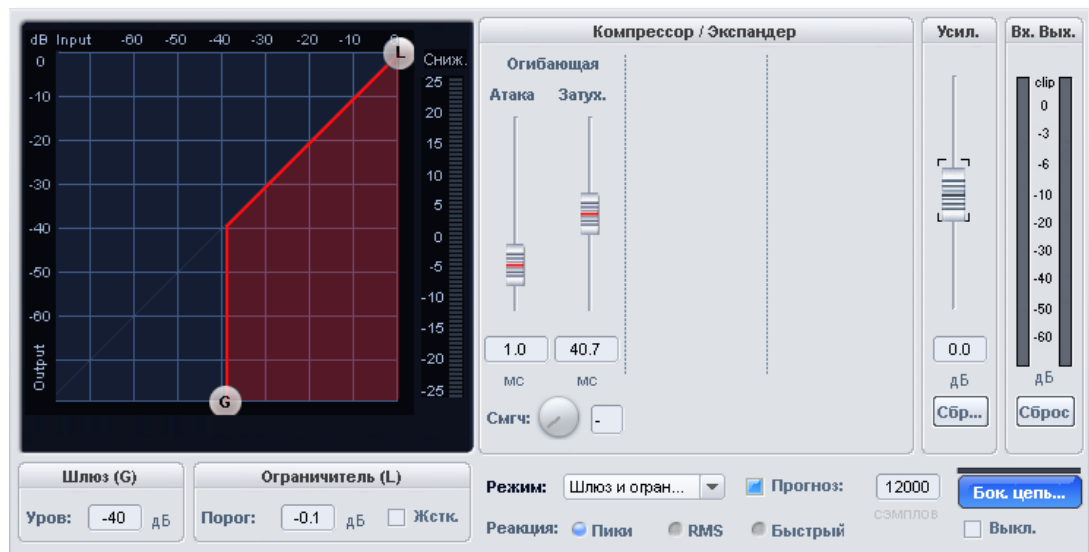 dB Input -60 -50 -40 -30 -20 -10 0
L
Сниж.
0
-10
-20
-30
-40
-50
-60
Output
G
25
20
15
10
5
0
-5
-10
-15
-20
-25
Компрессор / Экспандер
Огибающая
Атака Затух.
1.0 40.7
мс мс
Смгч: -
Усил.
0.0
дБ
Сбр...
Вх. Вых.
clip
0
-3
-6
-10
-20
-30
-40
-50
-60
дБ
Сброс
Шлюз (G)
Уров: -40 дБ
Ограничитель (L)
Порог: -0.1 дБ Жстк.
Режим: Шлюз и огран... Прогноз: 12000
сэмплов
Реакция: Пики RMS Быстрый
Бок. цепь...
Выкл.